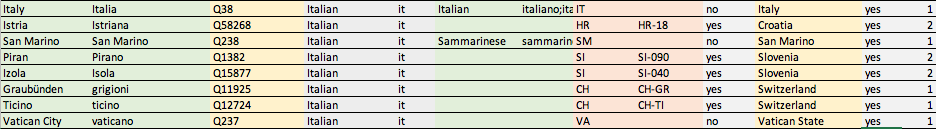 Italy Italia Q38 Italian it Italian italiano;ita IT no Italy yes 1
Istria Istriana Q58268 Italian it HR HR-18 yes Croatia yes 2
San Marino San Marino Q238 Italian it Sammarinese sammarin SM no San Marino yes 1
Piran Pirano Q1382 Italian it SI SI-090 yes Slovenia yes 2
Izola Isola Q15877 Italian it SI SI-040 yes Slovenia yes 2
Graubünden grigioni Q11925 Italian it CH CH-GR yes Switzerland yes 1
Ticino ticino Q12724 Italian it CH CH-TI yes Switzerland yes 1
Vatican City vaticano Q237 Italian it VA no Vatican State yes 1